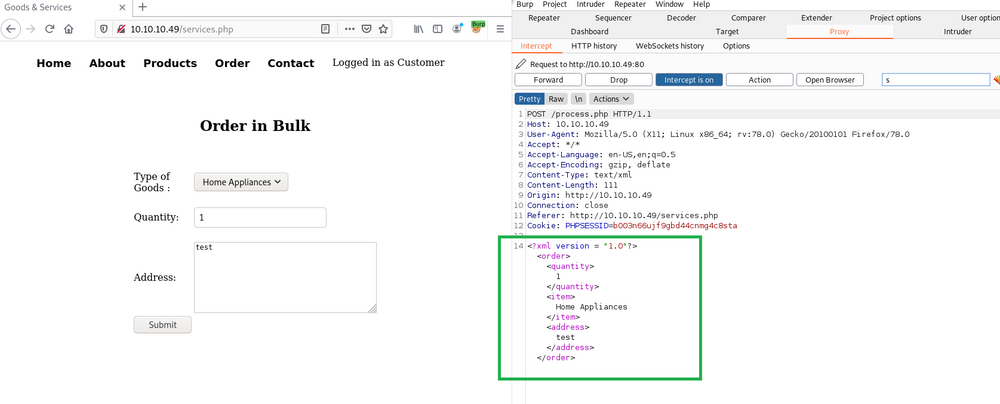 Goods & Services
10.10.10.49/services.php
Burp
Home About Products Order Contact Logged in as Customer
Order in Bulk
Type of
Goods :
Home Appliances
Quantity:
1
Address:
test
Submit
Burp Project Intruder Repeater Window Help
Repeater Sequencer Decoder Comparer Extender Project options User option
Dashboard Target Proxy Intruder
Intercept HTTP history WebSockets history Options
Request to http://10.10.10.49:80
Forward Drop Intercept is on Action Open Browser s
Pretty Raw \n Actions
1 POST /process.php HTTP/1.1
2 Host: 10.10.10.49
3 User-Agent: Mozilla/5.0 (X11; Linux x86_64; rv:78.0) Gecko/20100101 Firefox/78.0
4 Accept: */*
5 Accept-Language: en-US,en;q=0.5
6 Accept-Encoding: gzip, deflate
7 Content-Type: text/xml
8 Content-Length: 111
9 Origin: http://10.10.10.49
10 Connection: close
11 Referer: http://10.10.10.49/services.php
12 Cookie: PHPSESSID=b003n66ujf9gbd44cnmg4c8sta
13
14 <?xml version = "1.0"?>
<order>
<quantity>
1
</quantity>
<item>
Home Appliances
</item>
<address>
test
</address>
</order>